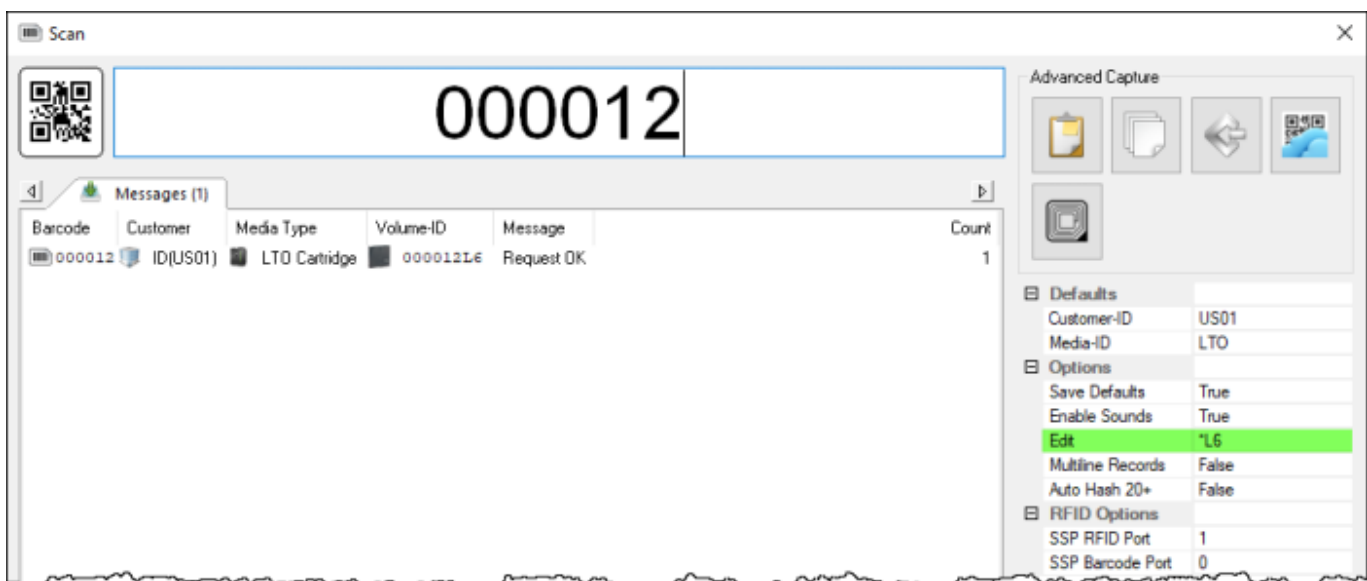 Scan
000012
Advanced Capture
Messages (1)
Barcode Customer Media Type Volume-ID Message Count
000012 ID(US01) LTO Cartridge 000012L6 Request OK 1
Defaults
Customer-ID US01
Media-ID LTO
Options
Save Defaults True
Enable Sounds True
Edit *L6
Multiline Records False
Auto Hash 20+ False
RFID Options
SSP RFID Port 1
SSP Barcode Port 0